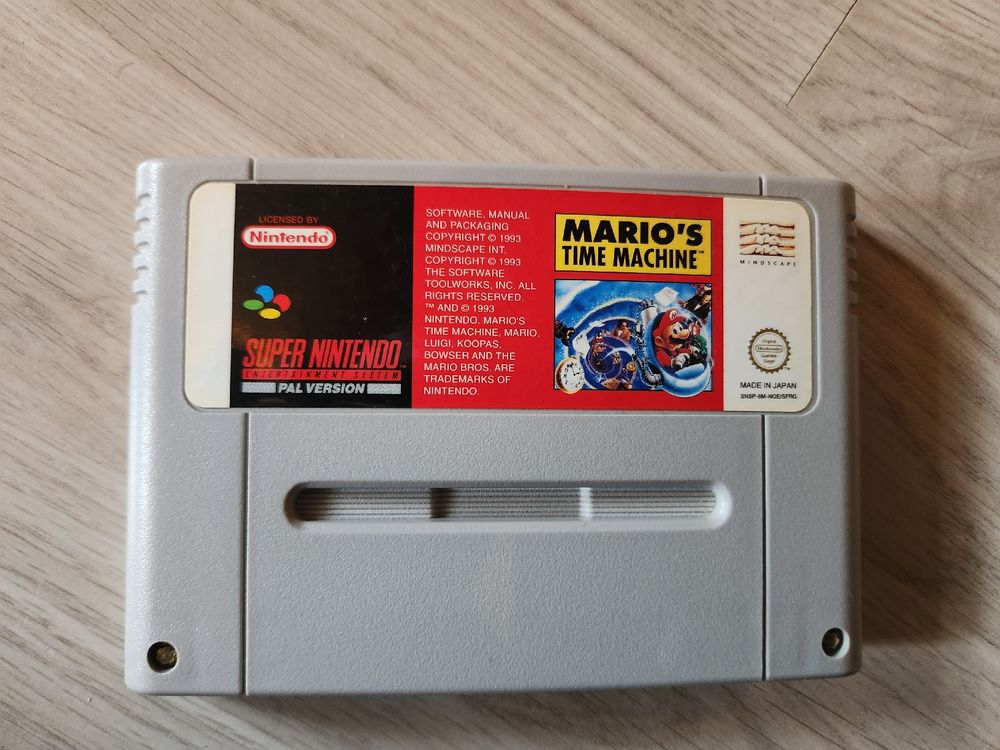 LICENSED BY
Nintendo
SUPER NINTENDO™
ENTERTAINMENT SYSTEM
PAL VERSION
SOFTWARE, MANUAL
AND PACKAGING
COPYRIGHT © 1993
MINDSCAPE INT.
COPYRIGHT © 1993
THE SOFTWARE
TOOLWORKS, INC. ALL
RIGHTS RESERVED.
™ AND © 1993
NINTENDO. MARIO'S
TIME MACHINE, MARIO,
LUIGI, KOOPAS,
BOWSER AND THE
MARIO BROS. ARE
TRADEMARKS OF
NINTENDO.
MARIO'S
TIME MACHINE™
MINDSCAPE
Original
Nintendo
MADE IN JAPAN
SNSP-8M-NOE/SFRG